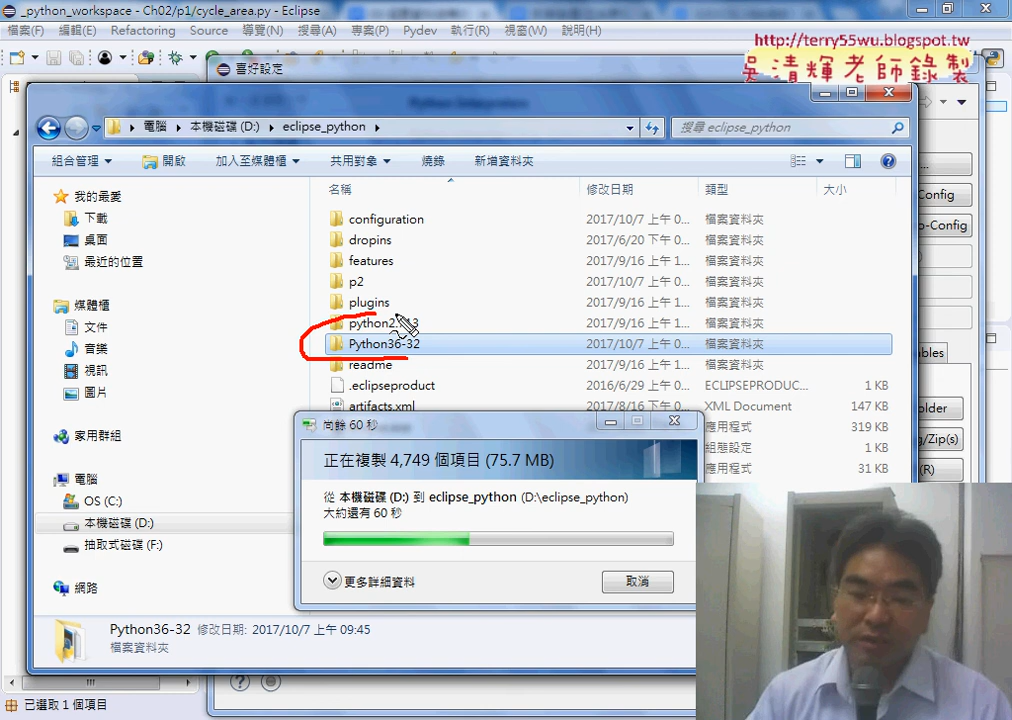 _python_workspace - Ch02/p1/cycle_area.py - Eclipse
檔案(F) 編輯(E) Refactoring Source 導覽(N) 搜尋(A) 專案(P) Pydev 執行(R) 視窗(W) 說明(H)
http://terry55wu.blogspot.tw
吳清輝老師錄製
喜好設定
Python Interpreters
電腦 本機磁碟 (D:) eclipse_python
搜尋 eclipse_python
組合管理 開啟 加入至媒體櫃 共用對象 燒錄 新增資料夾
我的最愛
下載
桌面
最近的位置
媒體櫃
文件
音樂
視訊
圖片
家用群組
電腦
OS (C:)
本機磁碟 (D:)
抽取式磁碟 (F:)
網路
名稱 修改日期 類型 大小
configuration 2017/10/7 上午 0... 檔案資料夾
dropins 2017/6/20 下午 0... 檔案資料夾
features 2017/9/16 上午 1... 檔案資料夾
p2 2017/10/7 上午 0... 檔案資料夾
plugins 2017/9/16 上午 1... 檔案資料夾
python2 13 2017/9/16 上午 1... 檔案資料夾
Python36-32 2017/10/7 上午 0... 檔案資料夾
readme 2017/9/16 上午 1... 檔案資料夾
.eclipseproduct 2016/6/29 上午 0... ECLIPSEPRODUC... 1 KB
artifacts.xml 2017/8/16 下午 0... XML Document 147 KB
應用程式 319 KB
組態設定 1 KB
應用程式 31 KB
...
Config
o-Config
bles
older
g/Zip(s)
(R)
尚餘 60 秒
正在複製 4,749 個項目 (75.7 MB)
從 本機磁碟 (D:) 到 eclipse_python (D:\eclipse_python)
大約還有 60 秒
更多詳細資料
取消
Python36-32 修改日期: 2017/10/7 上午 09:45
檔案資料夾
已選取 1 個項目